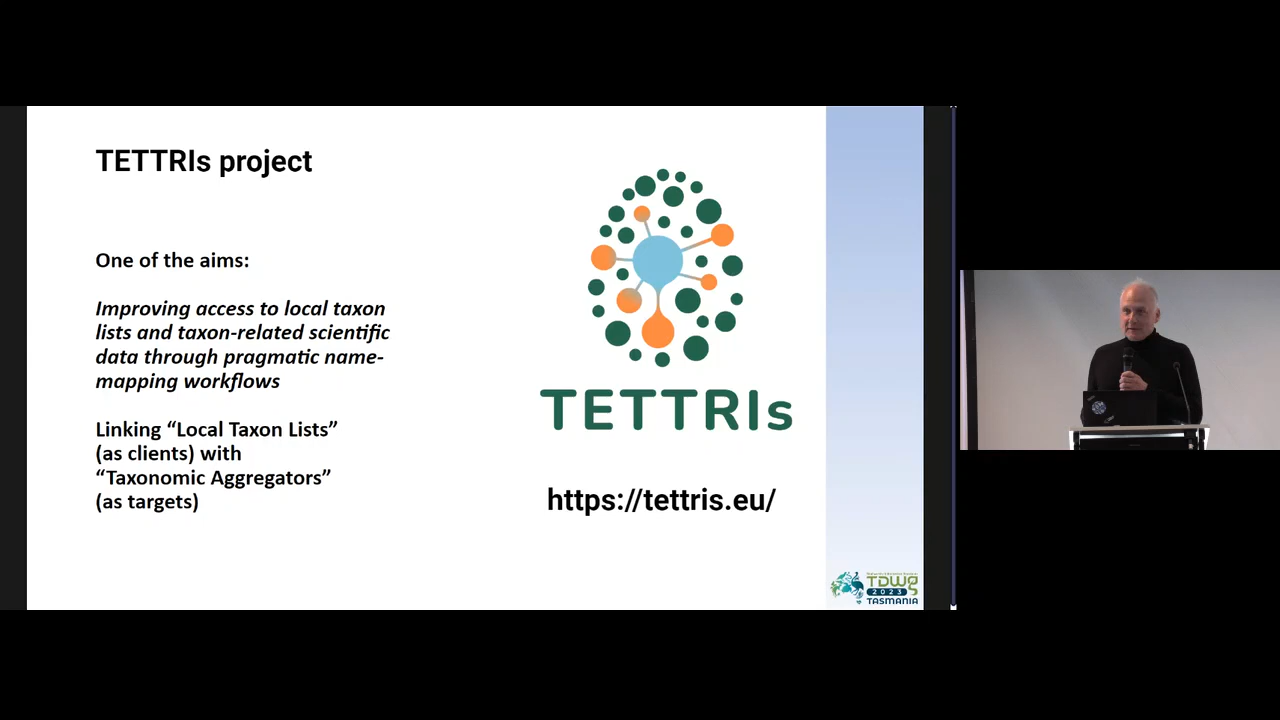 TETTRIs project
One of the aims:
Improving access to local taxon
lists and taxon-related scientific
data through pragmatic name-
mapping workflows
Linking “Local Taxon Lists”
(as clients) with
“Taxonomic Aggregators”
(as targets)
TETTRIs
https://tettris.eu/
TDWG
2023
TASMANIA